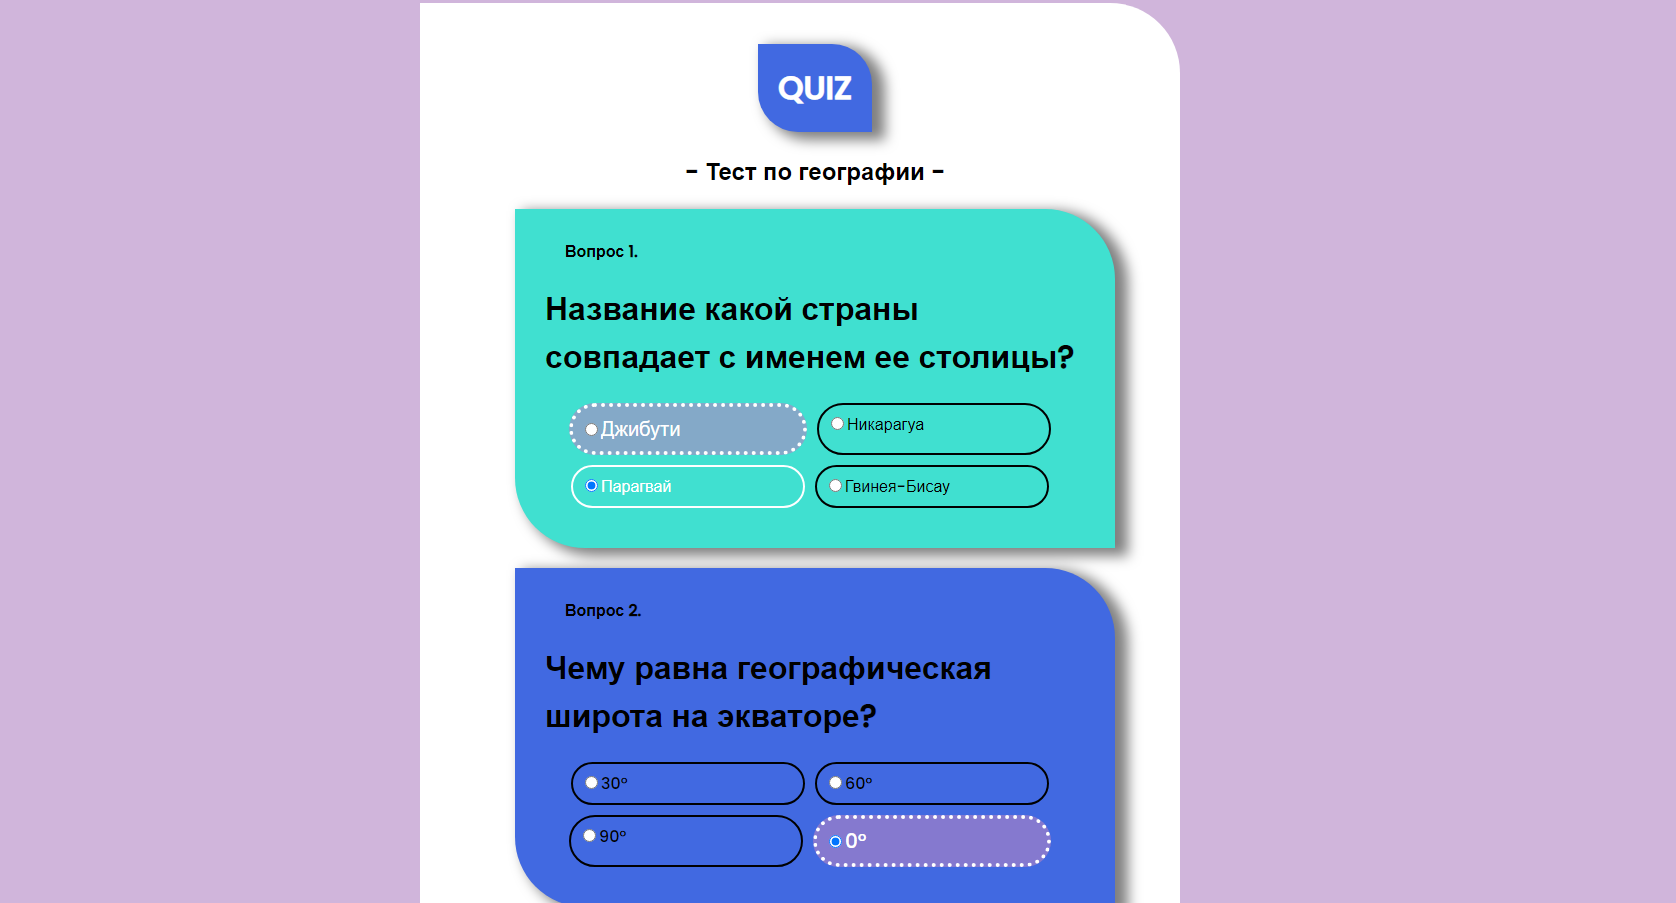 QUIZ
- Тест по географии -
Вопрос 1.
Название какой страны
совпадает с именем ее столицы?
Джибути
Никарагуа
Парагвай
Гвинея-Бисау
Вопрос 2.
Чему равна географическая
широта на экваторе?
30°
60°
90°
0°